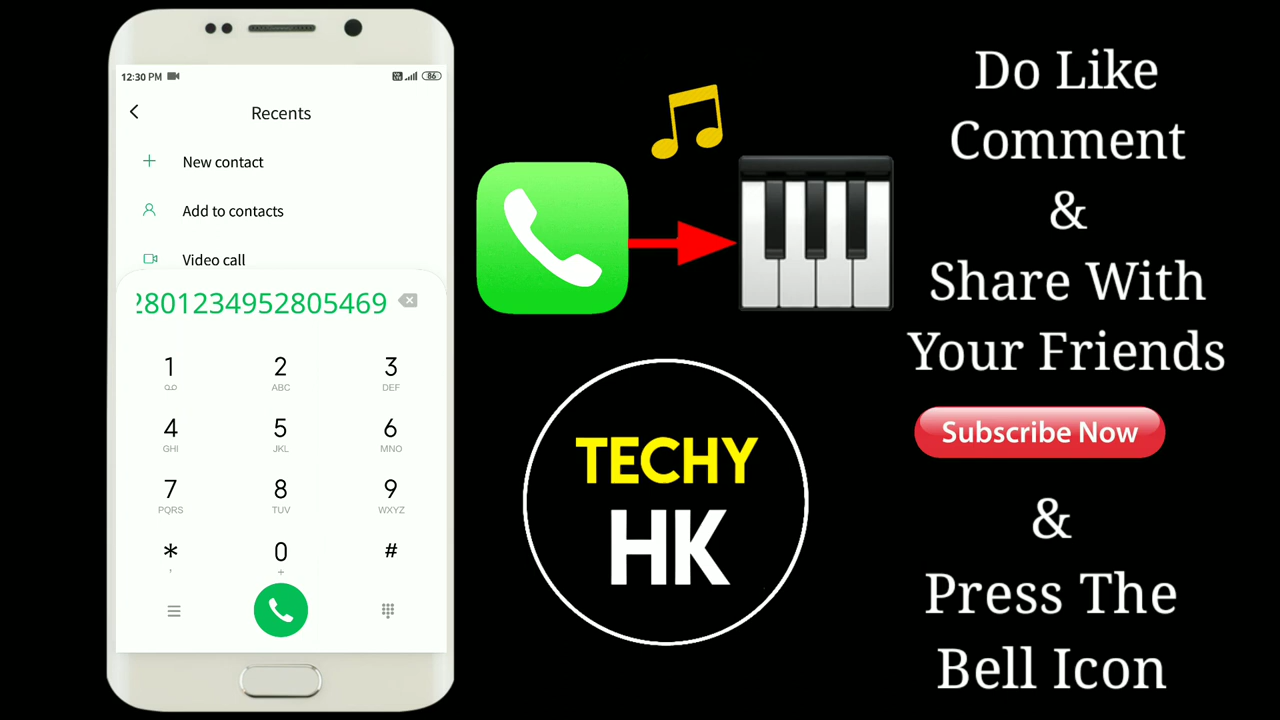 12:30 PM
86
Recents
New contact
Add to contacts
Video call
2801234952805469
1
2
ABC
3
DEF
4
GHI
5
JKL
6
MNO
7
PQRS
8
TUV
9
WXYZ
*
,
0
+
#
TECHY
HK
Do Like
Comment
&
Share With
Your Friends
Subscribe Now
&
Press The
Bell Icon